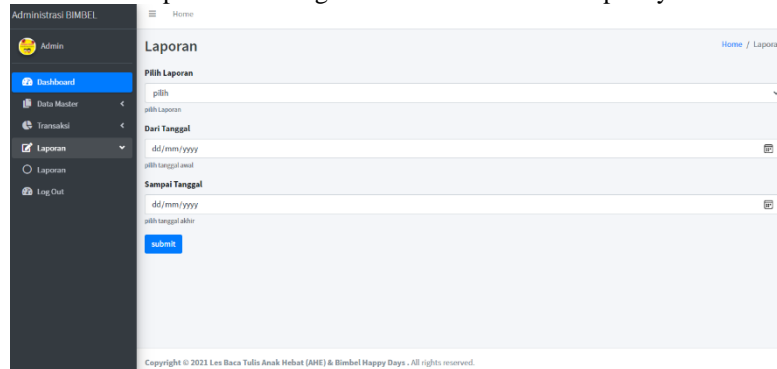 Administrasi BIMBEL
Home
Admin
Laporan
Home / Lapora
Dashboard
Data Master
Transaksi
Laporan
Laporan
Log Out
Pilih Laporan
pilih
pilih Laporan
Dari Tanggal
dd/mm/yyyy
pilih tanggal awal
Sampai Tanggal
dd/mm/yyyy
pilih tanggal akhir
submit
Copyright © 2021 Les Baca Tulis Anak Hebat (AHE) & Bimbel Happy Days . All rights reserved.